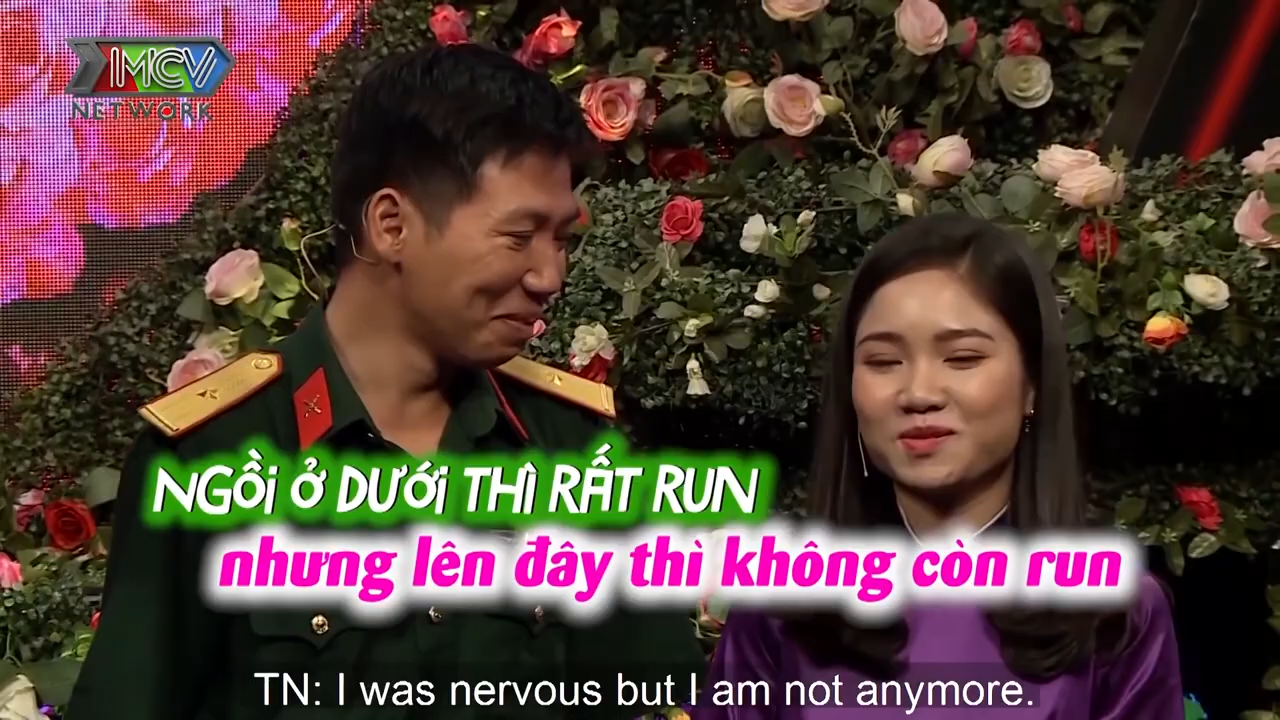 MCV
NETWORK
NGỒI Ở DƯỚI THÌ RẤT RUN
nhưng lên đây thì không còn run
TN: I was nervous but I am not anymore.